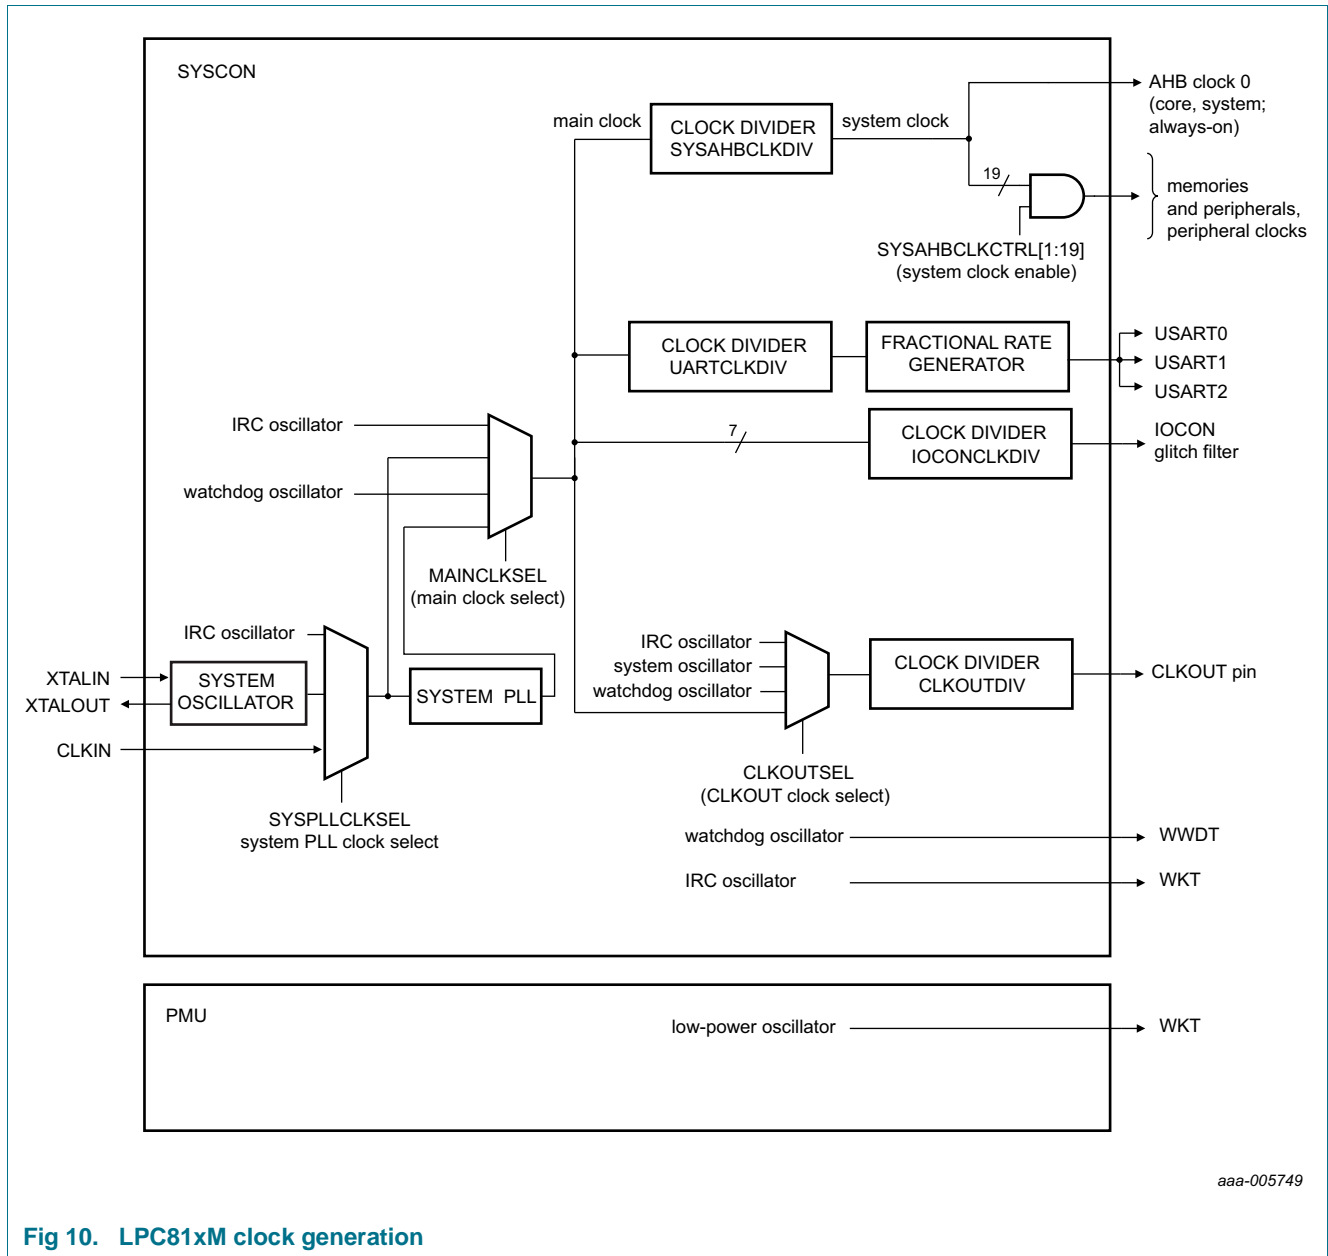 SYSCON
AHB clock 0
(core, system;
always-on)
main clock
CLOCK DIVIDER
SYSAHBCLKDIV
system clock
19
memories
and peripherals,
peripheral clocks
SYSAHBCLKCTRL[1:19]
(system clock enable)
CLOCK DIVIDER
UARTCLKDIV
FRACTIONAL RATE
GENERATOR
USART0
USART1
USART2
IRC oscillator
watchdog oscillator
7
CLOCK DIVIDER
IOCONCLKDIV
IOCON
glitch filter
MAINCLKSEL
(main clock select)
IRC oscillator
XTALIN
XTALOUT
SYSTEM
OSCILLATOR
CLKIN
SYSTEM PLL
SYSPLLCLKSEL
system PLL clock select
IRC oscillator
system oscillator
watchdog oscillator
CLOCK DIVIDER
CLKOUTDIV
CLKOUT pin
CLKOUTSEL
(CLKOUT clock select)
watchdog oscillator
WWDT
IRC oscillator
WKT
PMU
low-power oscillator
WKT
aaa-005749
Fig 10. LPC81xM clock generation